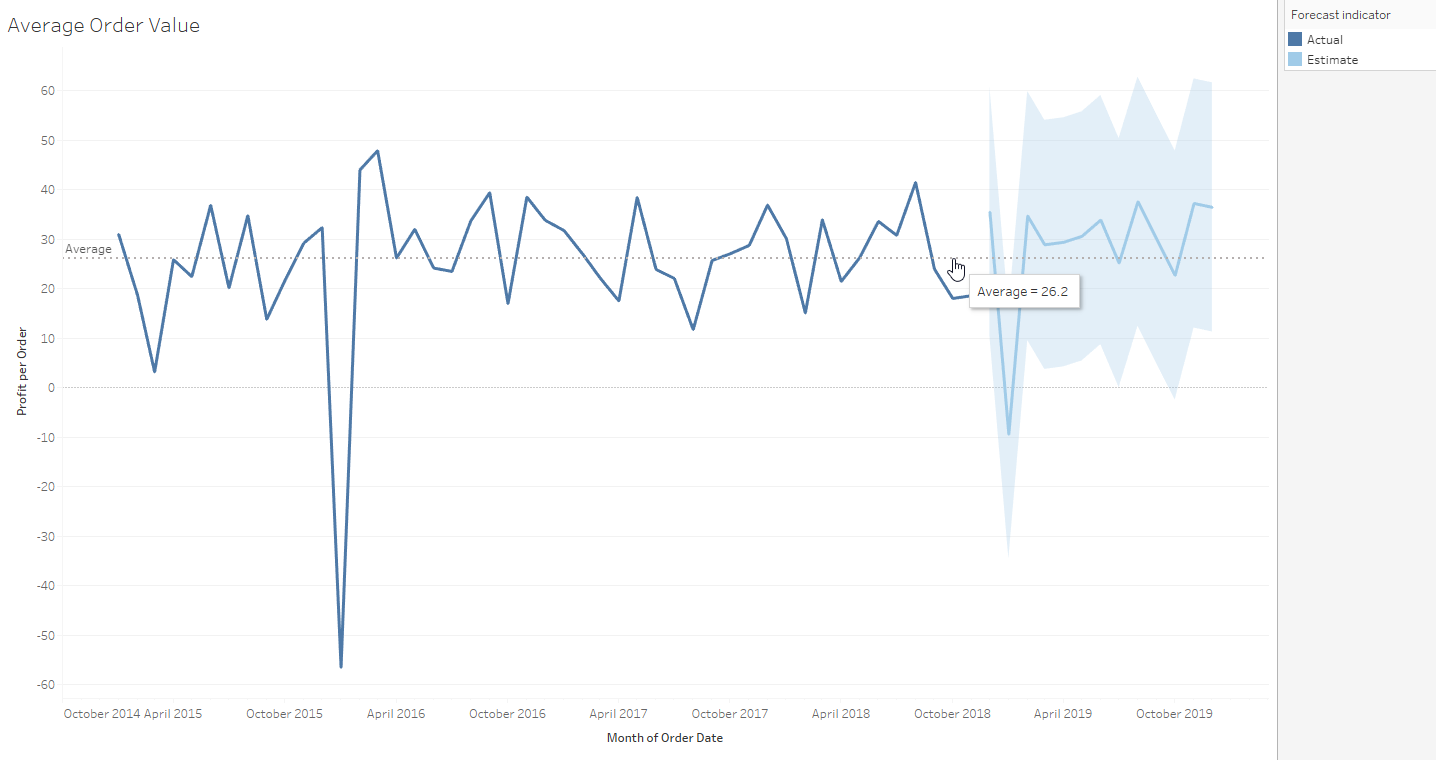 Average Order Value
Forecast indicator
Actual
Estimate
60
50
40
30
Average
20
10
0
-10
-20
-30
-40
-50
-60
Profit per Order
Average = 26.2
October 2014 April 2015 October 2015 April 2016 October 2016 April 2017 October 2017 April 2018 October 2018 April 2019 October 2019
Month of Order Date